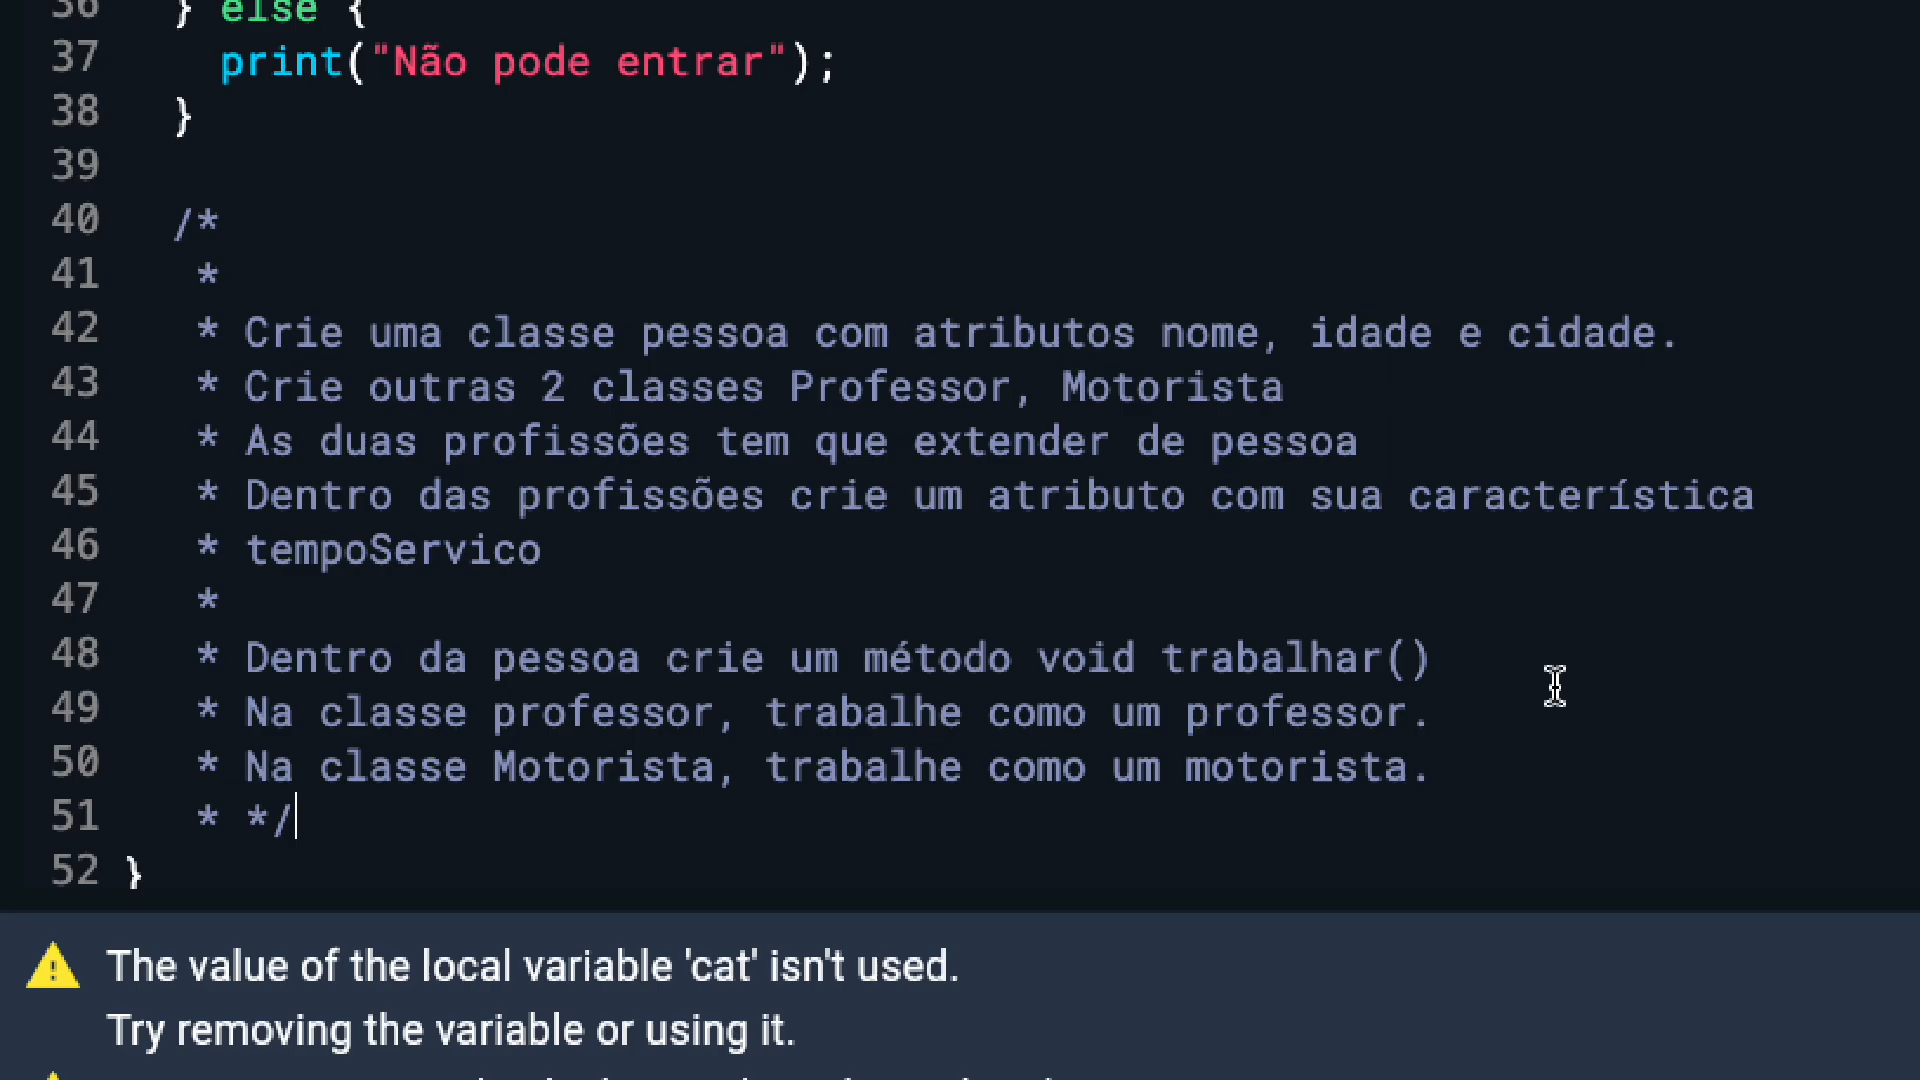 36 } else {
37 print("Não pode entrar");
38 }
39
40 /*
41 *
42 * Crie uma classe pessoa com atributos nome, idade e cidade.
43 * Crie outras 2 classes Professor, Motorista
44 * As duas profissões tem que extender de pessoa
45 * Dentro das profissões crie um atributo com sua característica
46 * tempoServico
47 *
48 * Dentro da pessoa crie um método void trabalhar()
49 * Na classe professor, trabalhe como um professor.
50 * Na classe Motorista, trabalhe como um motorista.
51 * */
52 }
The value of the local variable 'cat' isn't used.
Try removing the variable or using it.